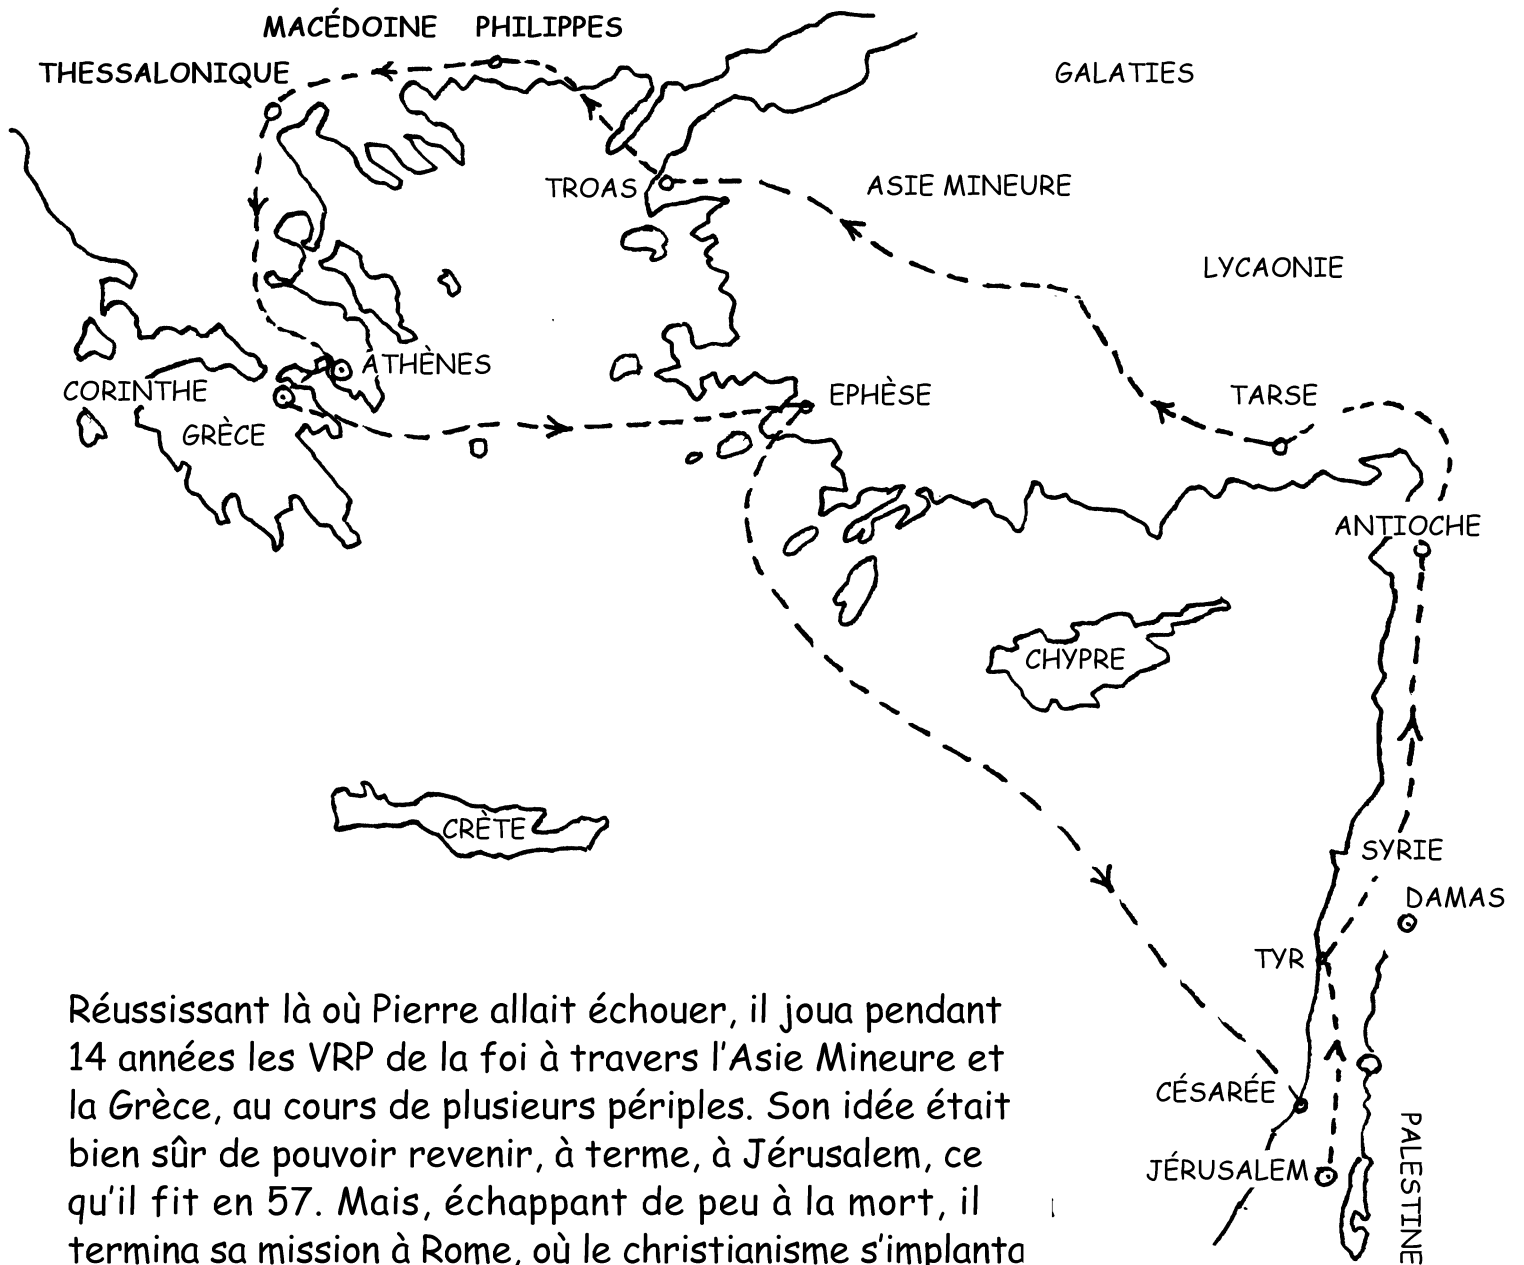 MACÉDOINE PHILIPPES
THESSALONIQUE
GALATIES
TROAS
ASIE MINEURE
LYCAONIE
ATHÈNES
CORINTHE
EPHÈSE
TARSE
GRÈCE
ANTIOCHE
CHYPRE
CRÈTE
SYRIE
DAMAS
TYR
CÉSARÉE
JÉRUSALEM
PALESTINE
Réussissant là où Pierre allait échouer, il joua pendant
14 années les VRP de la foi à travers l'Asie Mineure et
la Grèce, au cours de plusieurs périples. Son idée était
bien sûr de pouvoir revenir, à terme, à Jérusalem, ce
qu'il fit en 57. Mais, échappant de peu à la mort, il
termina sa mission à Rome, où le christianisme s'implanta